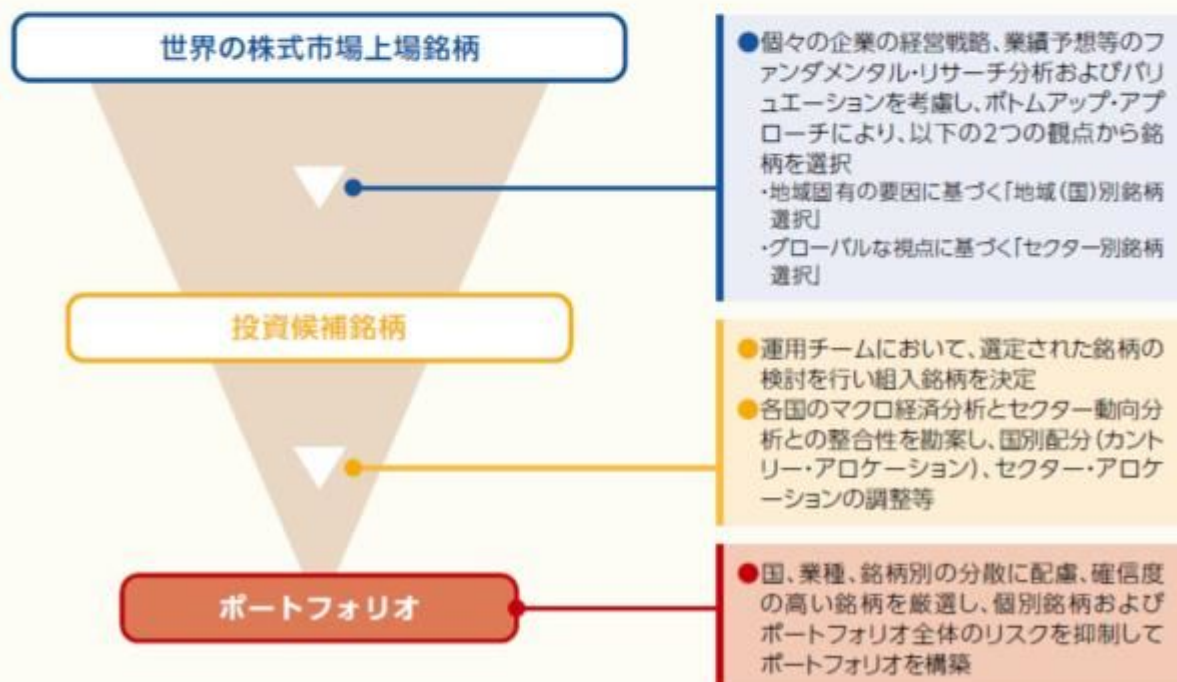 世界の株式市場上場銘柄
●個々の企業の経営戦略、業績予想等のフ
ァンダメンタル・リサーチ分析およびバリ
ュエーションを考慮し、ボトムアップ・アプ
ローチにより、以下の2つの観点から銘
柄を選択
・地域固有の要因に基づく「地域(国)別銘柄
選択」
・グローバルな視点に基づく「セクター別銘柄
選択」
投資候補銘柄
●運用チームにおいて、選定された銘柄の
検討を行い組入銘柄を決定
●各国のマクロ経済分析とセクター動向分
析との整合性を勘案し、国別配分(カント
リー・アロケーション)、セクター・アロケ
ーションの調整等
ポートフォリオ
●国、業種、銘柄別の分散に配慮、確信度
の高い銘柄を厳選し、個別銘柄および
ポートフォリオ全体のリスクを抑制して
ポートフォリオを構築